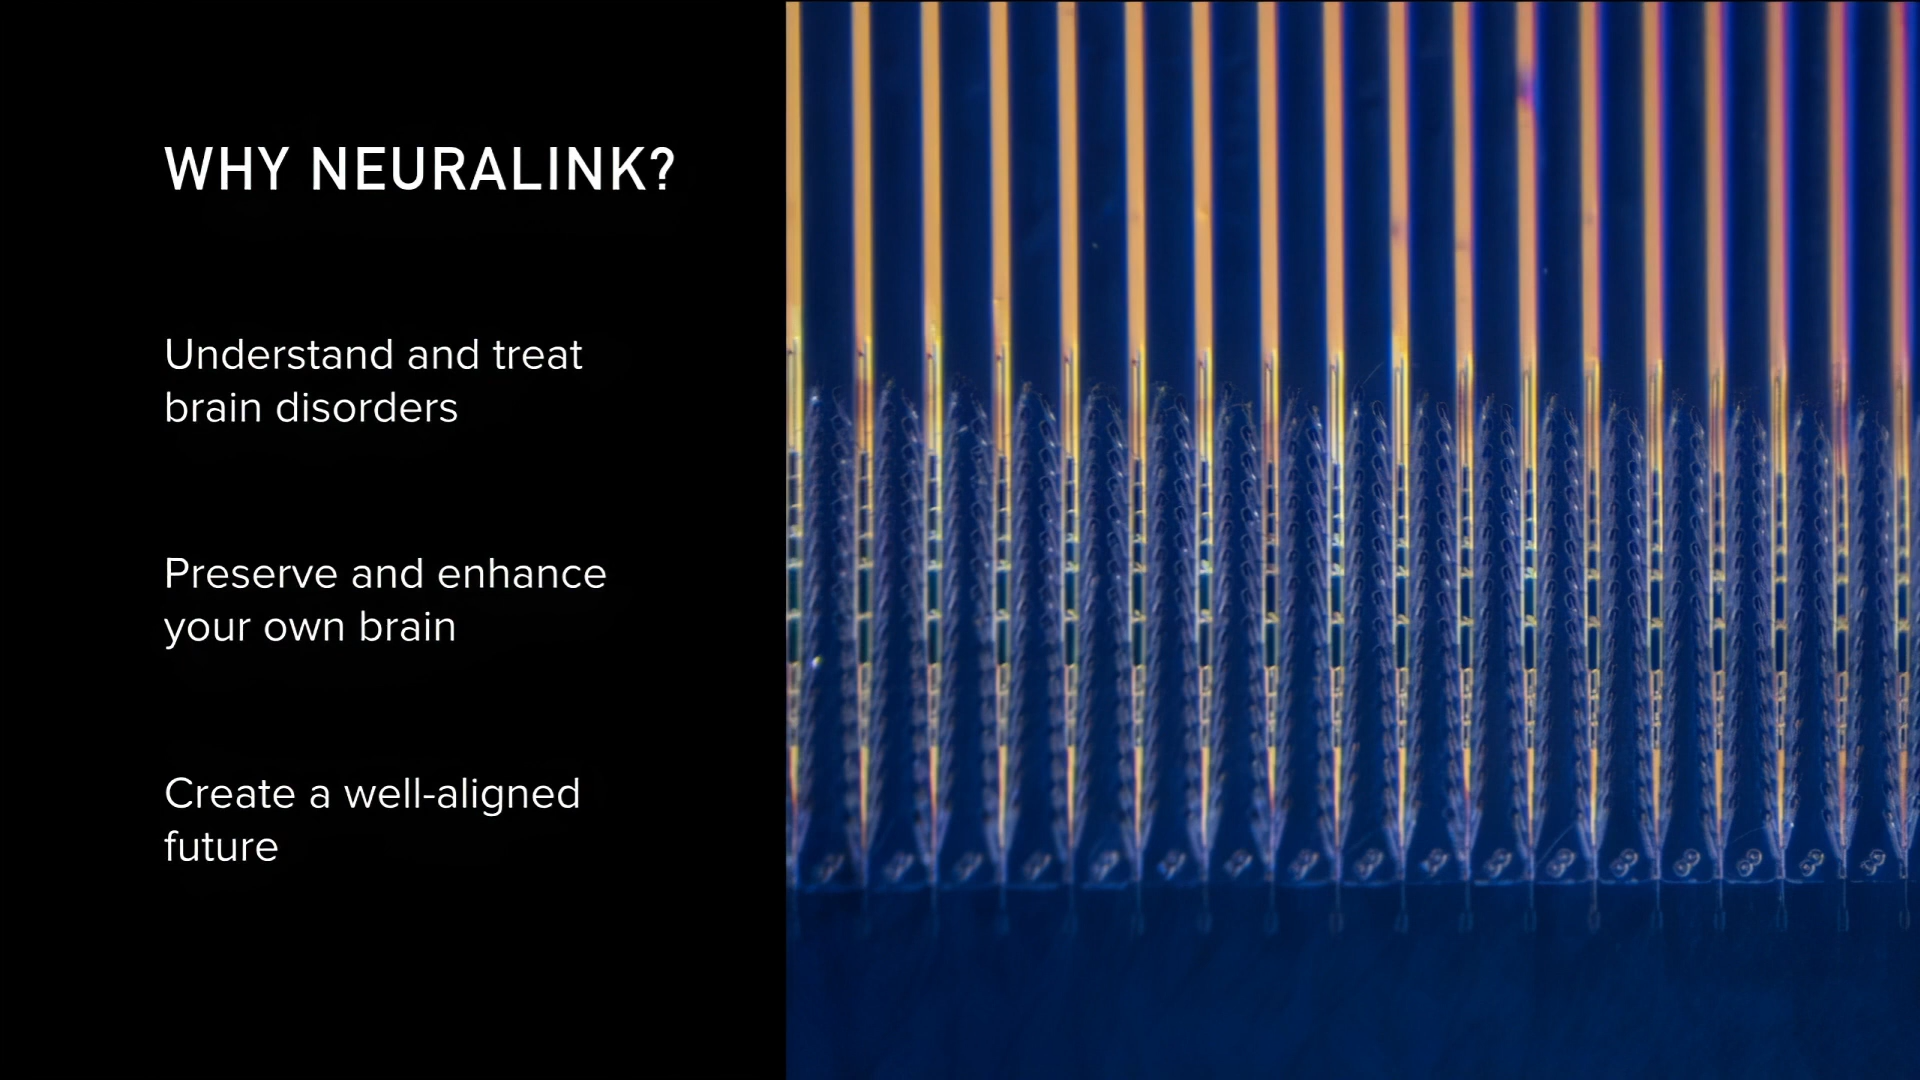 WHY NEURALINK?
Understand and treat
brain disorders
Preserve and enhance
your own brain
Create a well-aligned
future